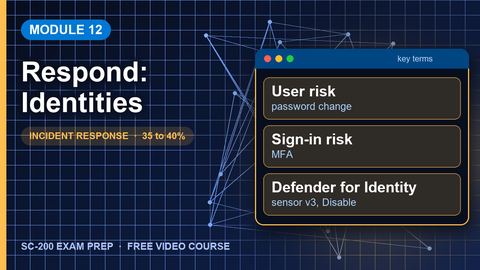 MODULE 12
Respond:
Identities
INCIDENT RESPONSE · 35 to 40%
key terms
User risk
password change
Sign-in risk
MFA
Defender for Identity
sensor v3, Disable
SC-200 EXAM PREP · FREE VIDEO COURSE